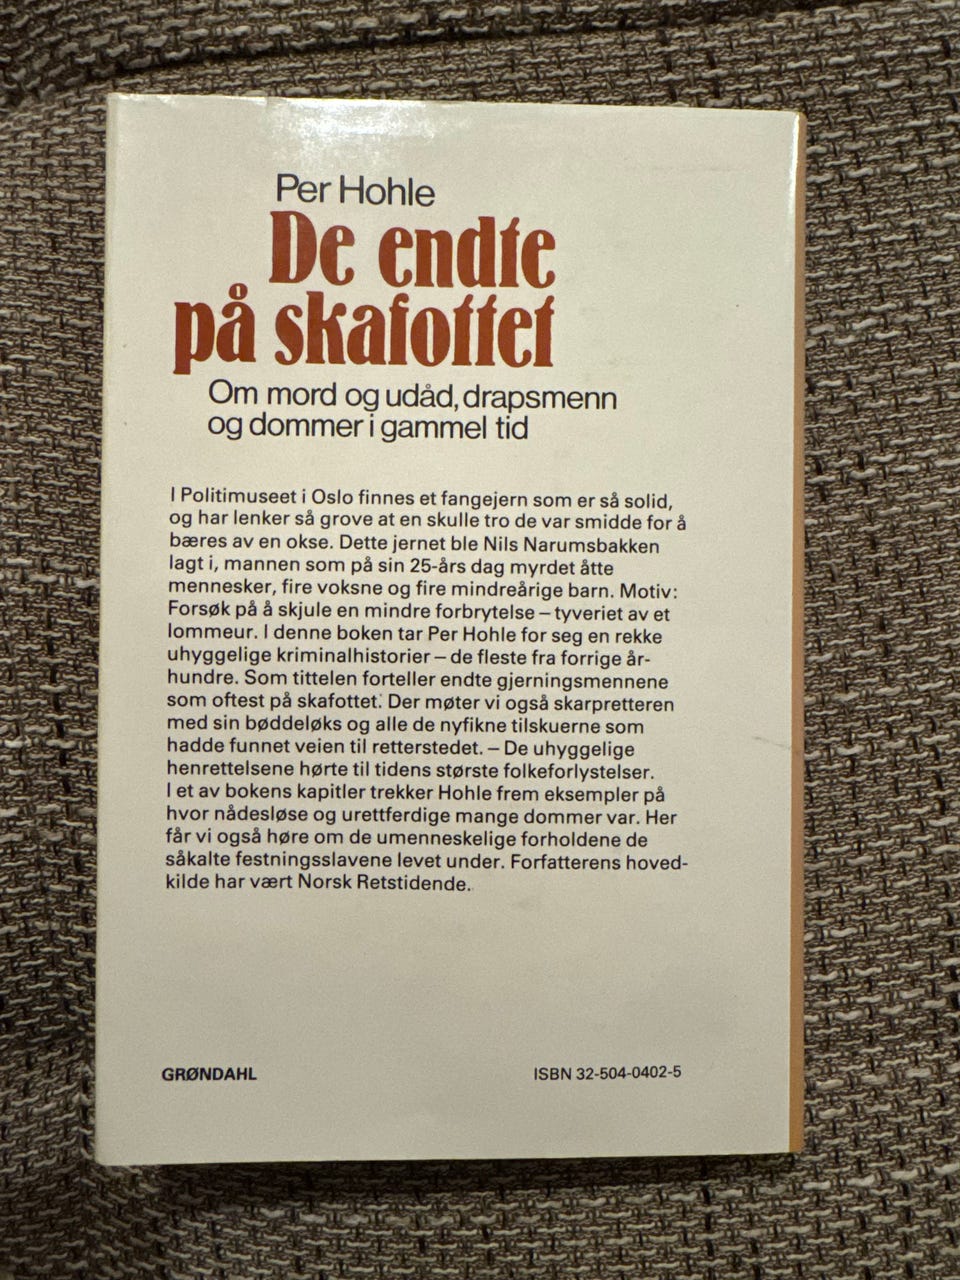 Per Hohle
De endte
på skafottet
Om mord og udåd, drapsmenn
og dommer i gammel tid
I Politimuseet i Oslo finnes et fangejern som er så solid,
og har lenker så grove at en skulle tro de var smidde for å
bæres av en okse. Dette jernet ble Nils Narumsbakken
lagt i, mannen som på sin 25-års dag myrdet åtte
mennesker, fire voksne og fire mindreårige barn. Motiv:
Forsøk på å skjule en mindre forbrytelse – tyveriet av et
lommeur. I denne boken tar Per Hohle for seg en rekke
uhyggelige kriminalhistorier – de fleste fra forrige år-
hundre. Som tittelen forteller endte gjerningsmennene
som oftest på skafottet. Der møter vi også skarpretteren
med sin bøddeløks og alle de nyfikne tilskuerne som
hadde funnet veien til retterstedet. – De uhyggelige
henrettelsene hørte til tidens største folkeforlystelser.
I et av bokens kapitler trekker Hohle frem eksempler på
hvor nådesløse og urettferdige mange dommer var. Her
får vi også høre om de umenneskelige forholdene de
såkalte festningsslavene levet under. Forfatterens hoved-
kilde har vært Norsk Retstidende.
GRØNDAHL
ISBN 32-504-0402-5